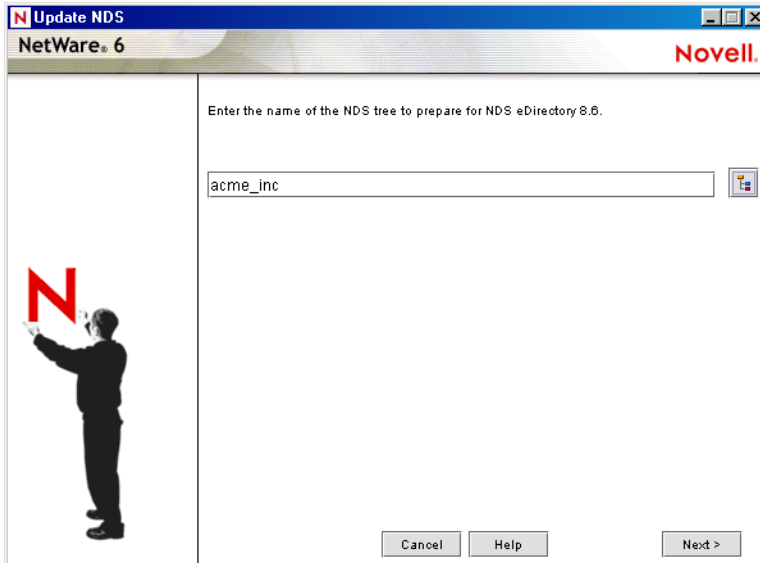 N Update NDS
NetWare® 6
Novell.
Enter the name of the NDS tree to prepare for NDS eDirectory 8.6.
acme_inc
N
Cancel Help Next >